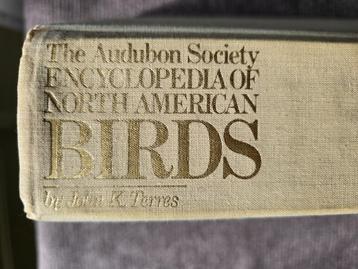 The Audubon Society
ENCYCLOPEDIA OF
NORTH AMERICAN
BIRDS
by John K. Terres